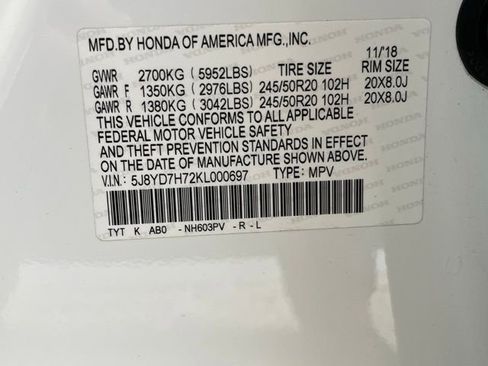 MFD.BY HONDA OF AMERICA MFG.,INC.
11/18
GVWR 2700KG ( 5952LBS) TIRE SIZE RIM SIZE
GAWR F 1350KG ( 2976LBS) 245/50R20 102H 20X8.0J
GAWR R 1380KG ( 3042LBS) 245/50R20 102H 20X8.0J
THIS VEHICLE CONFORMS TO ALL APPLICABLE
FEDERAL MOTOR VEHICLE SAFETY
AND THEFT PREVENTION STANDARDS IN EFFECT
ON THE DATE OF MANUFACTURE SHOWN ABOVE.
V.I.N.: 5J8YD7H72KL000697 TYPE: MPV
TYT K AB0 -NH603PV - R - L